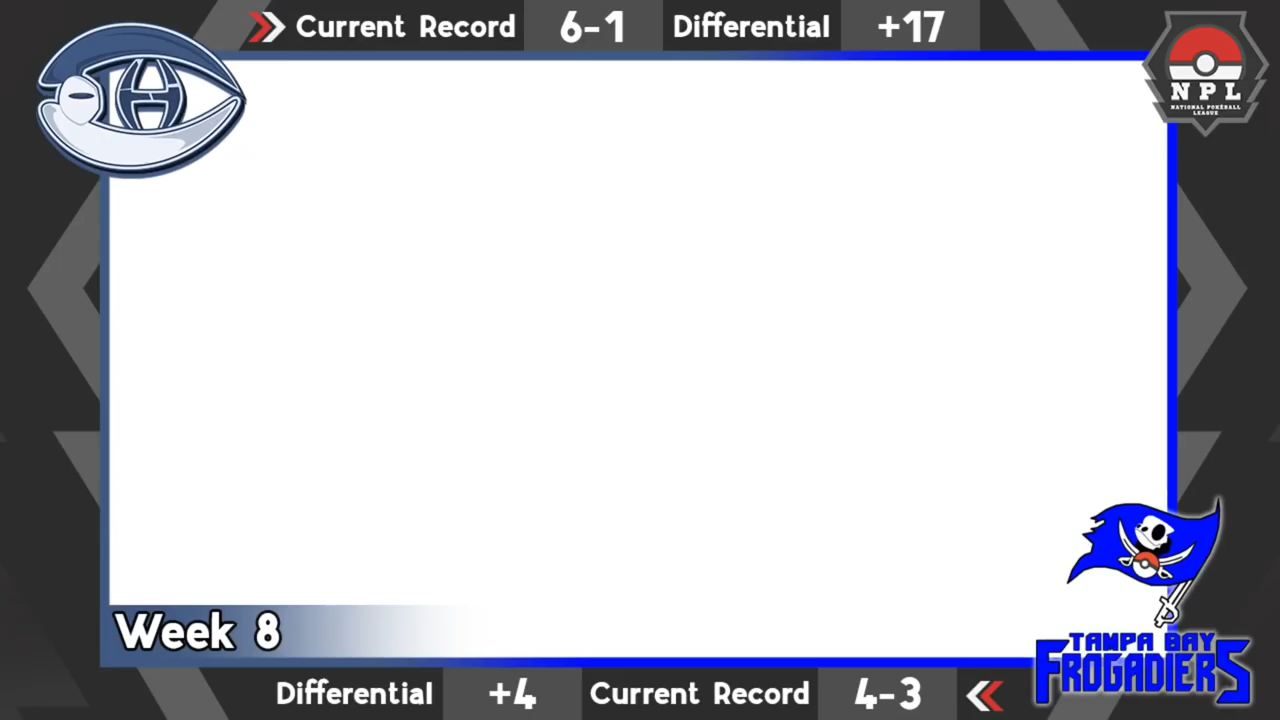 Current Record 6-1 Differential +17
NPL
NATIONAL POKÉBALL
LEAGUE
Week 8
TAMPA BAY
FROGADIERS
Differential +4 Current Record 4-3